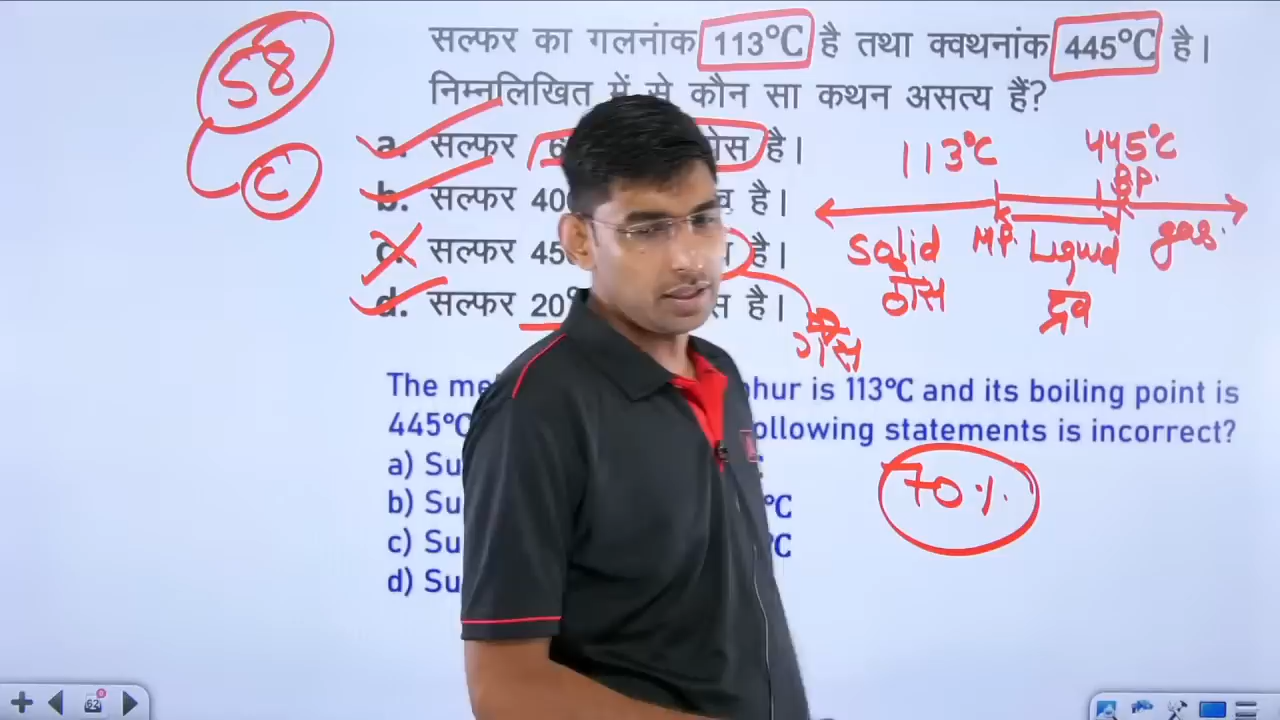 58
C
सल्फर का गलनांक 113°C है तथा क्वथनांक 445°C है।
निम्नलिखित में से कौन सा कथन असत्य हैं?
a. सल्फर 6 है।
b. सल्फर 40 है।
c. सल्फर 45 है।
d. सल्फर 20° है।
113°C 445°C
M.P. B.P.
Solid Liquid gas.
ठोस द्रव
गैस
The me phur is 113°C and its boiling point is
445°C ollowing statements is incorrect?
a) Su
b) Su °C
c) Su °C
d) Su
70%
63